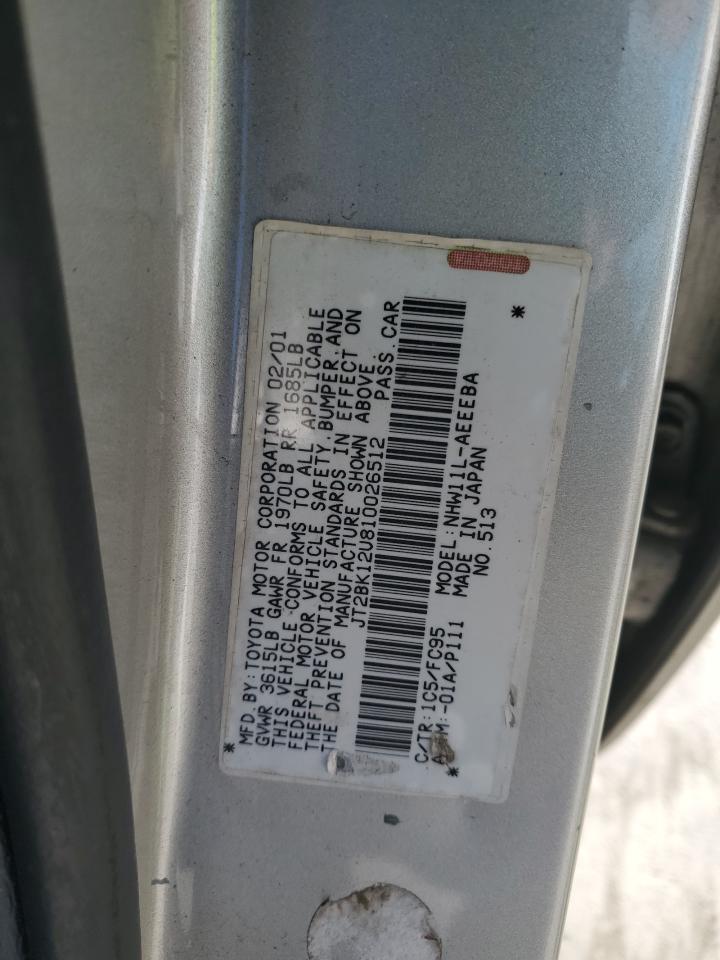 * MFD. BY: TOYOTA MOTOR CORPORATION 02/01
GVWR 3615LB GAWR FR 1970LB RR 1685LB
THIS VEHICLE CONFORMS TO ALL APPLICABLE
FEDERAL MOTOR VEHICLE SAFETY, BUMPER, AND
THEFT PREVENTION STANDARDS IN EFFECT ON
THE DATE OF MANUFACTURE SHOWN ABOVE.
JT2BK12U810026512 PASS. CAR
C/TR: 1C5/FC95 MODEL: NHW11L-AEEEBA
A/TM: -01A/P111 MADE IN JAPAN
* NO. 513 *